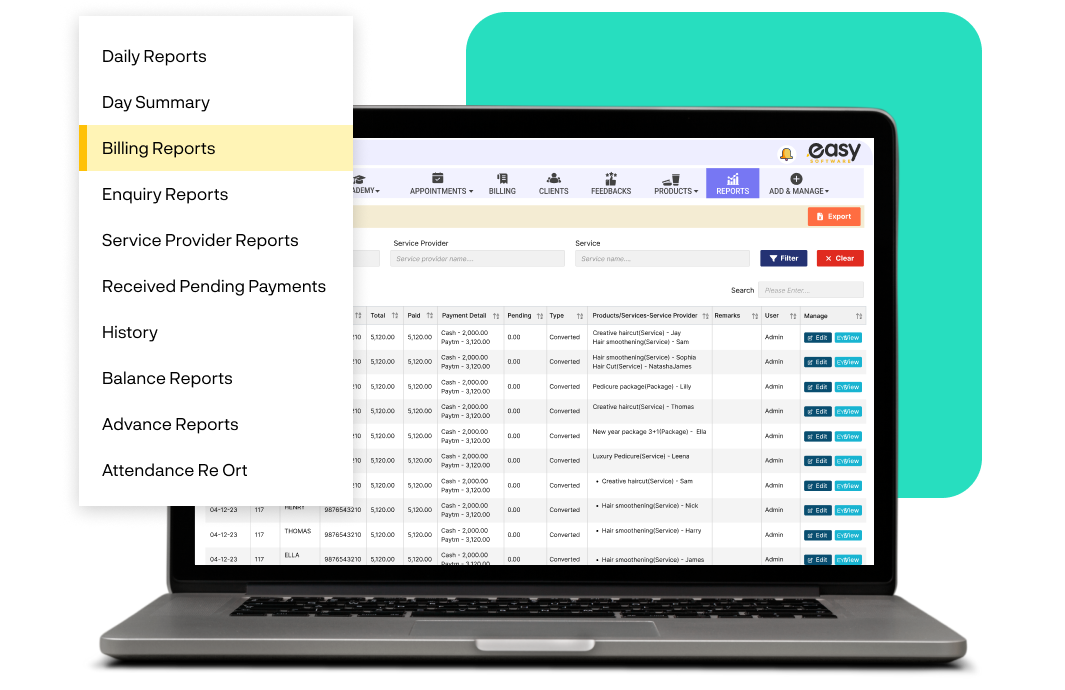 Daily Reports
Day Summary
Billing Reports
Enquiry Reports
Service Provider Reports
Received Pending Payments
History
Balance Reports
Advance Reports
Attendance Re Ort
easy
SOFTWARE
APPOINTMENTS BILLING CLIENTS FEEDBACKS PRODUCTS REPORTS ADD & MANAGE
Export
Service Provider Service
Service provider name.... Service name.... Filter Clear
Search Please Enter....
Total Paid Payment Detail Pending Type Products/Services-Service Provider Remarks User Manage
5,120.00 5,120.00 Cash - 2,000.00 0.00 Converted Creative haircut(Service) - Jay Admin Edit View
Paytm - 3,120.00 Hair smoothening(Service) - Sam
5,120.00 5,120.00 Cash - 2,000.00 0.00 Converted Hair smoothening(Service) - Sophia Admin Edit View
Paytm - 3,120.00 Hair Cut(Service) - NatashaJames
5,120.00 5,120.00 Cash - 2,000.00 0.00 Converted Pedicure package(Package) - Lilly Admin Edit View
Paytm - 3,120.00
5,120.00 5,120.00 Cash - 2,000.00 0.00 Converted Creative haircut(Service) - Thomas Admin Edit View
Paytm - 3,120.00
5,120.00 5,120.00 Cash - 2,000.00 0.00 Converted New year package 3+1(Package) - Ella Admin Edit View
Paytm - 3,120.00
5,120.00 5,120.00 Cash - 2,000.00 0.00 Converted Luxury Pedicure(Service) - Leena Admin Edit View
Paytm - 3,120.00
5,120.00 5,120.00 Cash - 2,000.00 0.00 Converted • Creative haircut(Service) - Sam Admin Edit View
Paytm - 3,120.00
04-12-23 117 HENRY 9876543210 5,120.00 5,120.00 Cash - 2,000.00 0.00 Converted • Hair smoothening(Service) - Nick Admin Edit View
Paytm - 3,120.00
04-12-23 117 THOMAS 9876543210 5,120.00 5,120.00 Cash - 2,000.00 0.00 Converted • Hair smoothening(Service) - Harry Admin Edit View
Paytm - 3,120.00
04-12-23 117 ELLA 9876543210 5,120.00 5,120.00 Cash - 2,000.00 0.00 Converted • Hair smoothening(Service) - James Admin Edit View
Paytm - 3,120.00